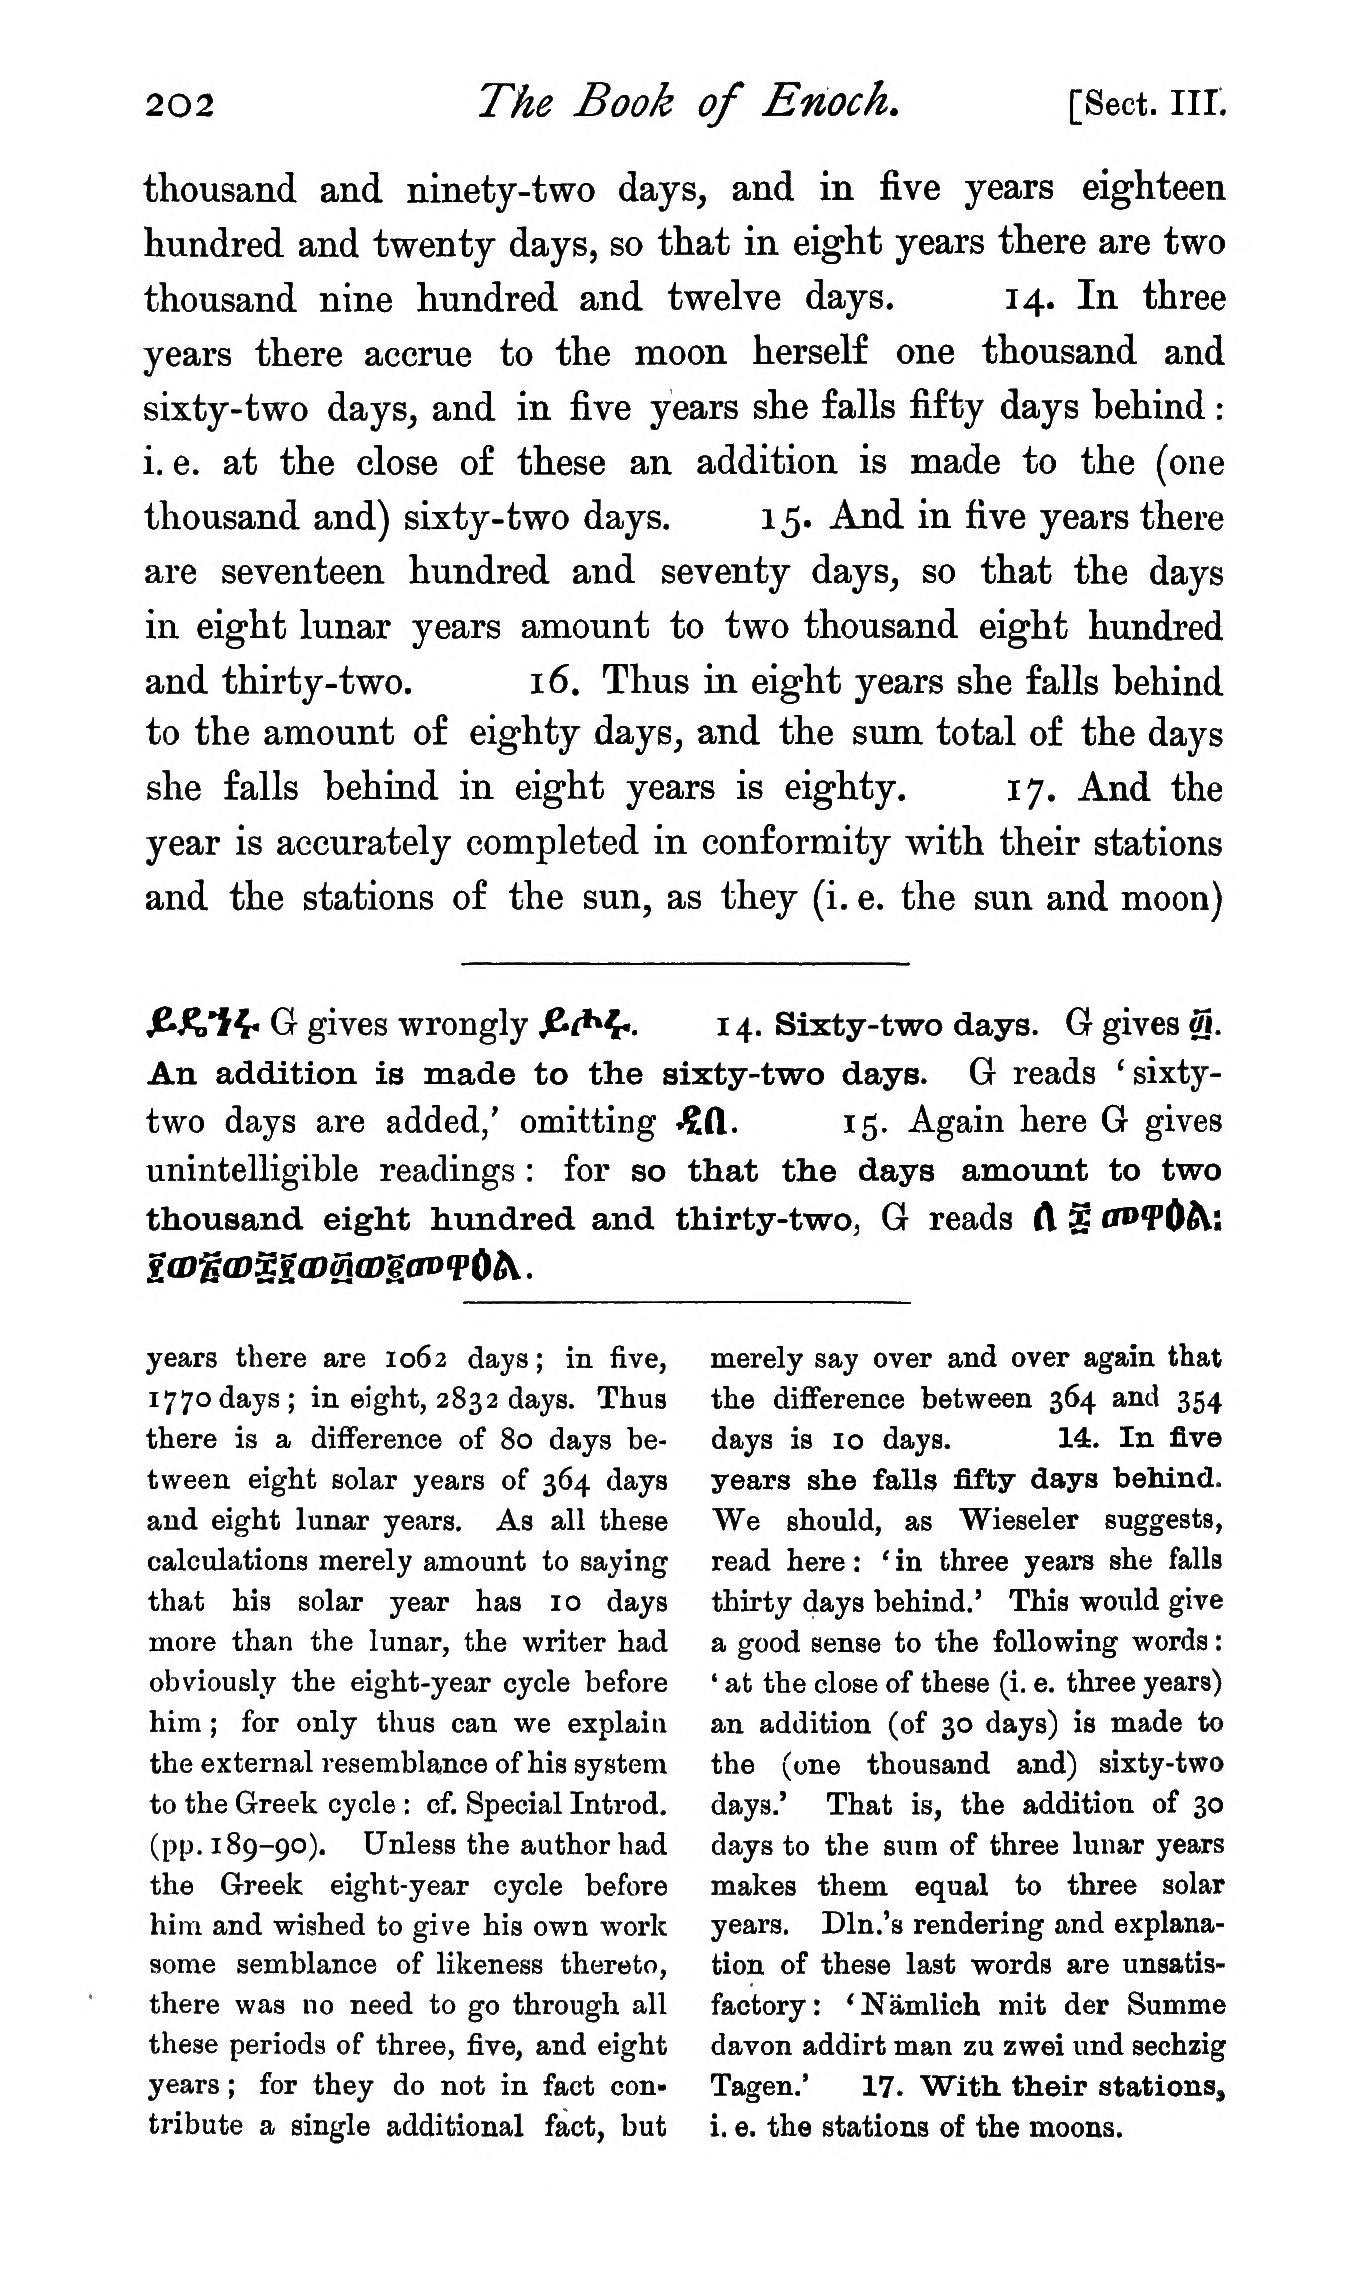 202 The Book of Enoch. [Sect. III.
thousand and ninety-two days, and in five years eighteen
hundred and twenty days, so that in eight years there are two
thousand nine hundred and twelve days. 14. In three
years there accrue to the moon herself one thousand and
sixty-two days, and in five years she falls fifty days behind :
i. e. at the close of these an addition is made to the (one
thousand and) sixty-two days. 15. And in five years there
are seventeen hundred and seventy days, so that the days
in eight lunar years amount to two thousand eight hundred
and thirty-two. 16. Thus in eight years she falls behind
to the amount of eighty days, and the sum total of the days
she falls behind in eight years is eighty. 17. And the
year is accurately completed in conformity with their stations
and the stations of the sun, as they (i. e. the sun and moon)
G gives wrongly 14. Sixty-two days. G gives
An addition is made to the sixty-two days. G reads ‘sixty-
two days are added,’ omitting ዲበ. 15. Again here G gives
unintelligible readings : for so that the days amount to two
thousand eight hundred and thirty-two, G reads በ ፷ መዋዕል:
መዋዕል.
years there are 1062 days ; in five,
1770 days ; in eight, 2832 days. Thus
there is a difference of 80 days be-
tween eight solar years of 364 days
and eight lunar years. As all these
calculations merely amount to saying
that his solar year has 10 days
more than the lunar, the writer had
obviously the eight-year cycle before
him ; for only thus can we explain
the external resemblance of his system
to the Greek cycle : cf. Special Introd.
(pp. 189–90). Unless the author had
the Greek eight-year cycle before
him and wished to give his own work
some semblance of likeness thereto,
there was no need to go through all
these periods of three, five, and eight
years ; for they do not in fact con-
tribute a single additional fact, but
merely say over and over again that
the difference between 364 and 354
days is 10 days. 14. In five
years she falls fifty days behind.
We should, as Wieseler suggests,
read here : ‘in three years she falls
thirty days behind.’ This would give
a good sense to the following words :
‘at the close of these (i. e. three years)
an addition (of 30 days) is made to
the (one thousand and) sixty-two
days.’ That is, the addition of 30
days to the sum of three lunar years
makes them equal to three solar
years. Dln.’s rendering and explana-
tion of these last words are unsatis-
factory : ‘Nämlich mit der Summe
davon addirt man zu zwei und sechzig
Tagen.’ 17. With their stations,
i. e. the stations of the moons.